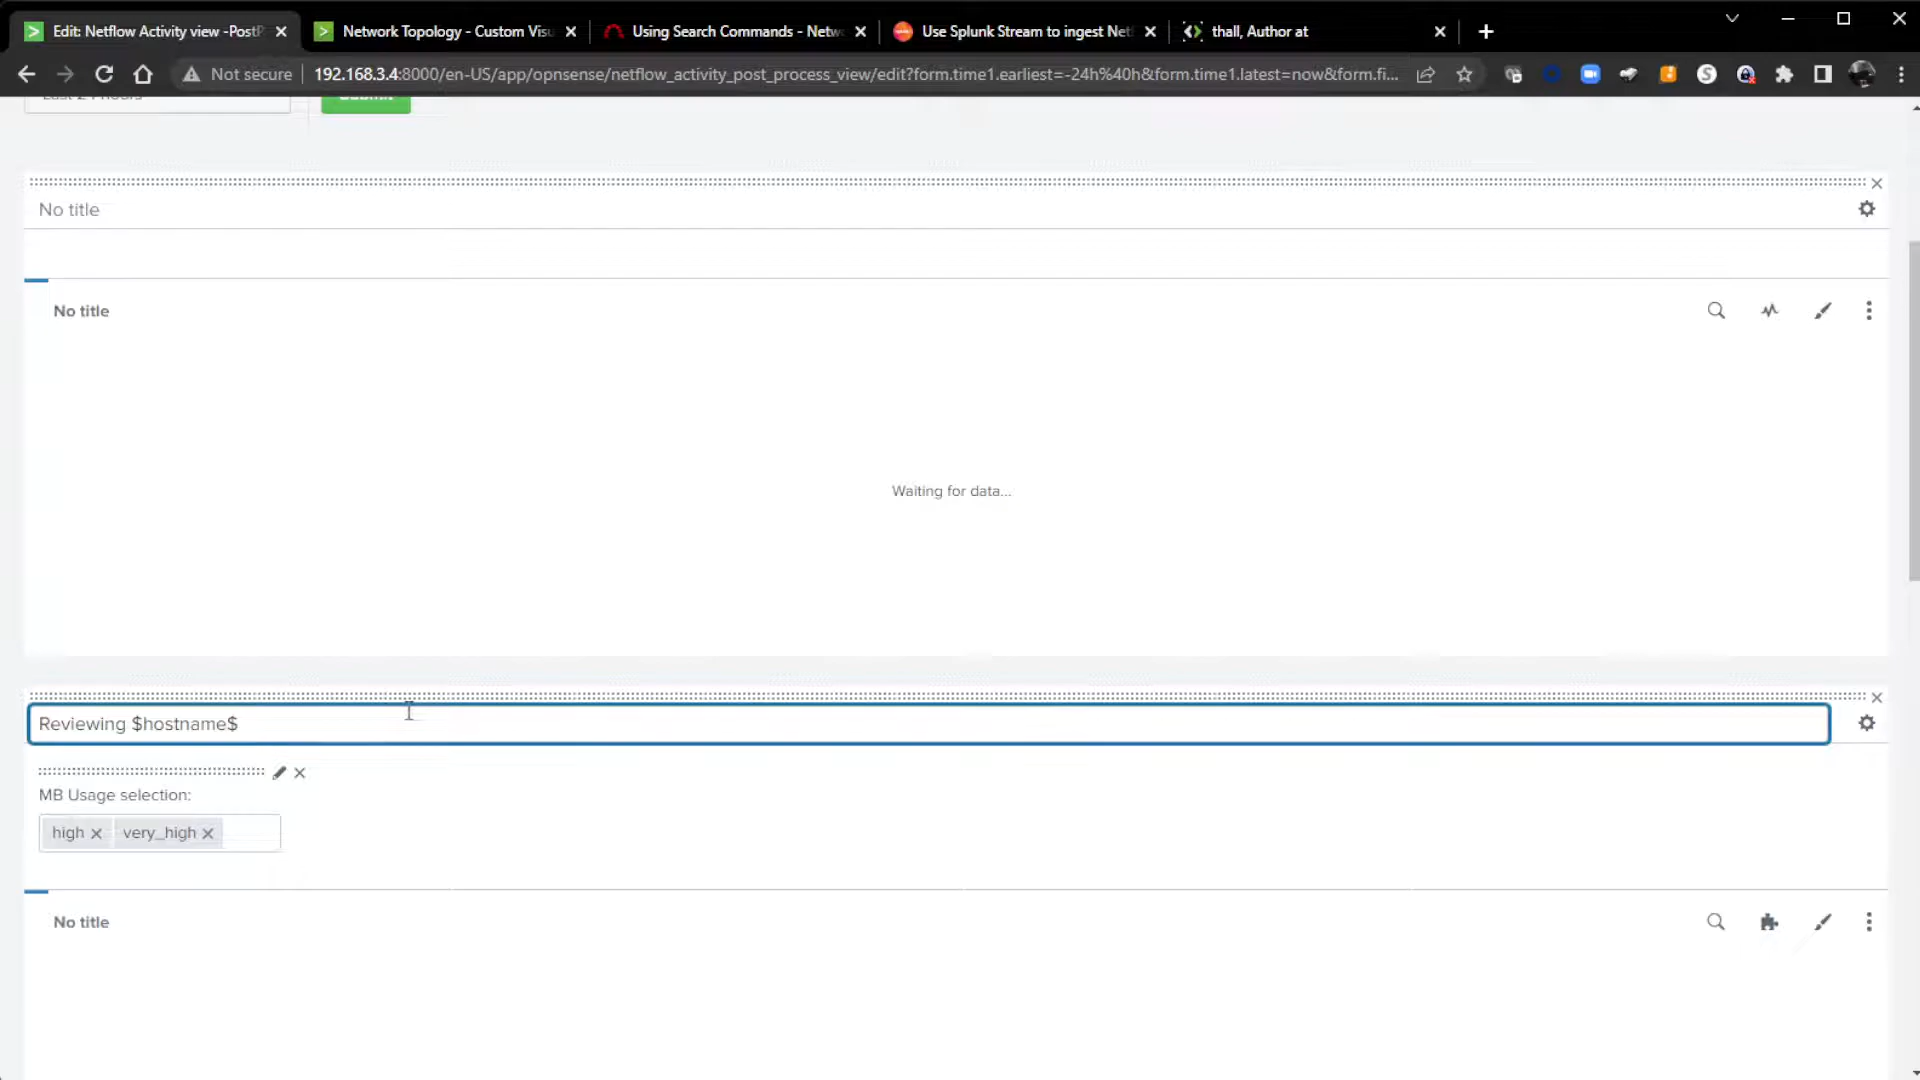 Edit: Netflow Activity view -PostP
Network Topology - Custom Visu
Using Search Commands - Netw
Use Splunk Stream to ingest Net
thall, Author at
Not secure
192.168.3.4:8000/en-US/app/opnsense/netflow_activity_post_process_view/edit?form.time1.earliest=-24h%40h&form.time1.latest=now&form.fi...
No title
No title
Waiting for data...
Reviewing $hostname$
MB Usage selection:
high
very_high
No title